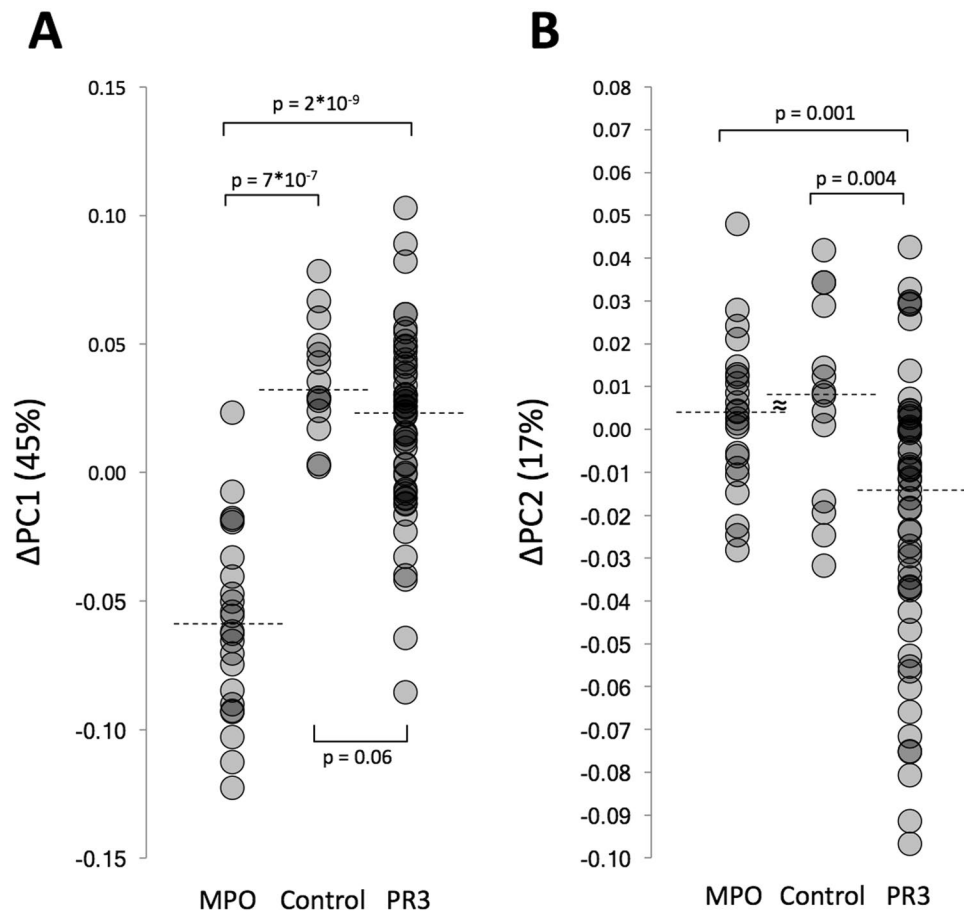 A
B
0.15
0.10
0.05
0.00
-0.05
-0.10
-0.15
ΔPC1 (45%)
p = 2*10⁻⁹
p = 7*10⁻⁷
p = 0.06
MPO Control PR3
0.08
0.07
0.06
0.05
0.04
0.03
0.02
0.01
0.00
-0.01
-0.02
-0.03
-0.04
-0.05
-0.06
-0.07
-0.08
-0.09
-0.10
ΔPC2 (17%)
p = 0.001
p = 0.004
≈
MPO Control PR3